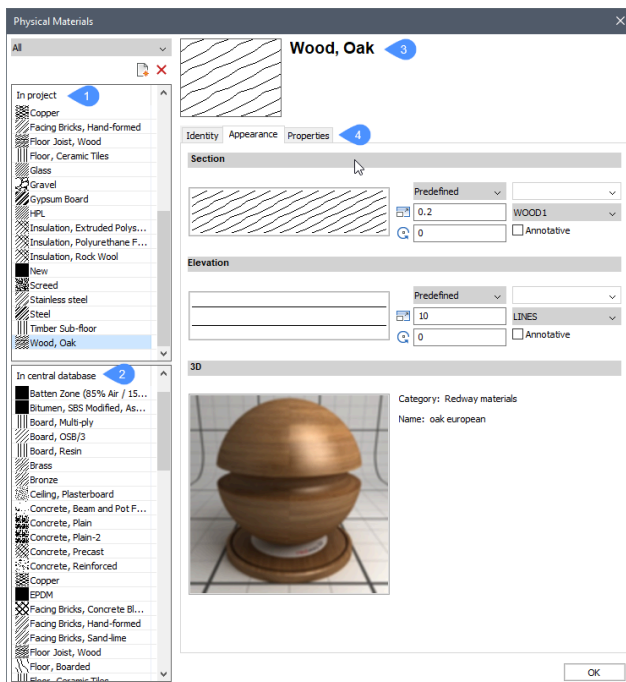 Physical Materials
All
In project 1
Copper
Facing Bricks, Hand-formed
Floor Joist, Wood
Floor, Ceramic Tiles
Glass
Gravel
Gypsum Board
HPL
Insulation, Extruded Polys...
Insulation, Polyurethane F...
Insulation, Rock Wool
New
Screed
Stainless steel
Steel
Timber Sub-floor
Wood, Oak
In central database 2
Batten Zone (85% Air / 15...
Bitumen, SBS Modified, As...
Board, Multi-ply
Board, OSB/3
Board, Resin
Brass
Bronze
Ceiling, Plasterboard
Concrete, Beam and Pot F...
Concrete, Plain
Concrete, Plain-2
Concrete, Precast
Concrete, Reinforced
Copper
EPDM
Facing Bricks, Concrete Bl...
Facing Bricks, Hand-formed
Facing Bricks, Sand-lime
Floor Joist, Wood
Floor, Boarded
Floor, Ceramic Tiles
Wood, Oak 3
Identity Appearance Properties 4
Section
Predefined
0.2 WOOD1
0 Annotative
Elevation
Predefined
10 LINES
0 Annotative
3D
Category: Redway materials
Name: oak european
OK